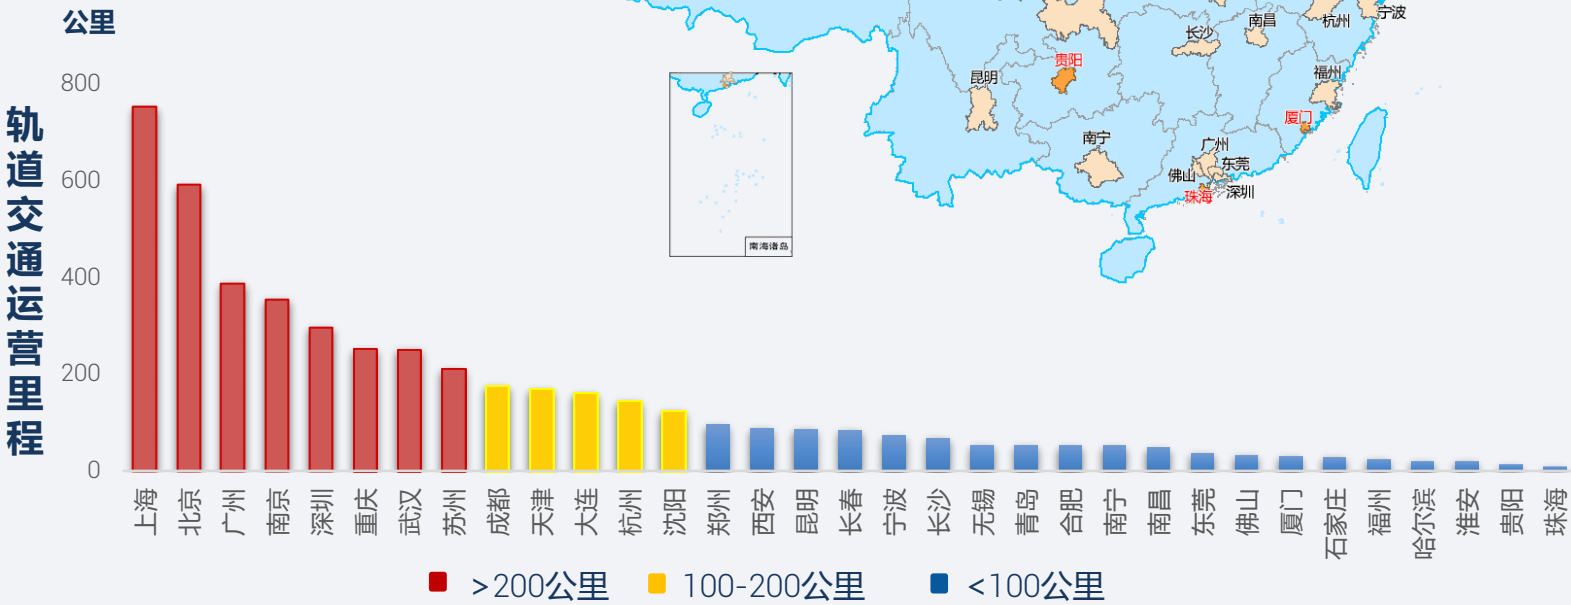 公里
轨道交通运营里程
800
600
400
200
0
宁波
杭州
南昌
长沙
贵阳
昆明
福州
厦门
南宁
广州
东莞
佛山
深圳
珠海
南海诸岛
上海
北京
广州
南京
深圳
重庆
武汉
苏州
成都
天津
大连
杭州
沈阳
郑州
西安
昆明
长春
宁波
长沙
无锡
青岛
合肥
南宁
南昌
东莞
佛山
厦门
石家庄
福州
哈尔滨
淮安
贵阳
珠海
>200公里
100-200公里
<100公里